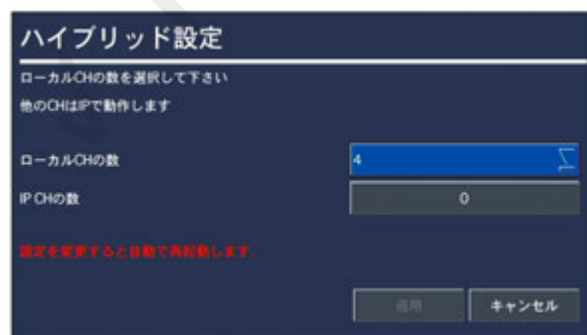 ハイブリッド設定
ローカルCHの数を選択して下さい
他のCHはIPで動作します
ローカルCHの数
4
IP CHの数
0
設定を変更すると自動で再起動します.
適用
キャンセル